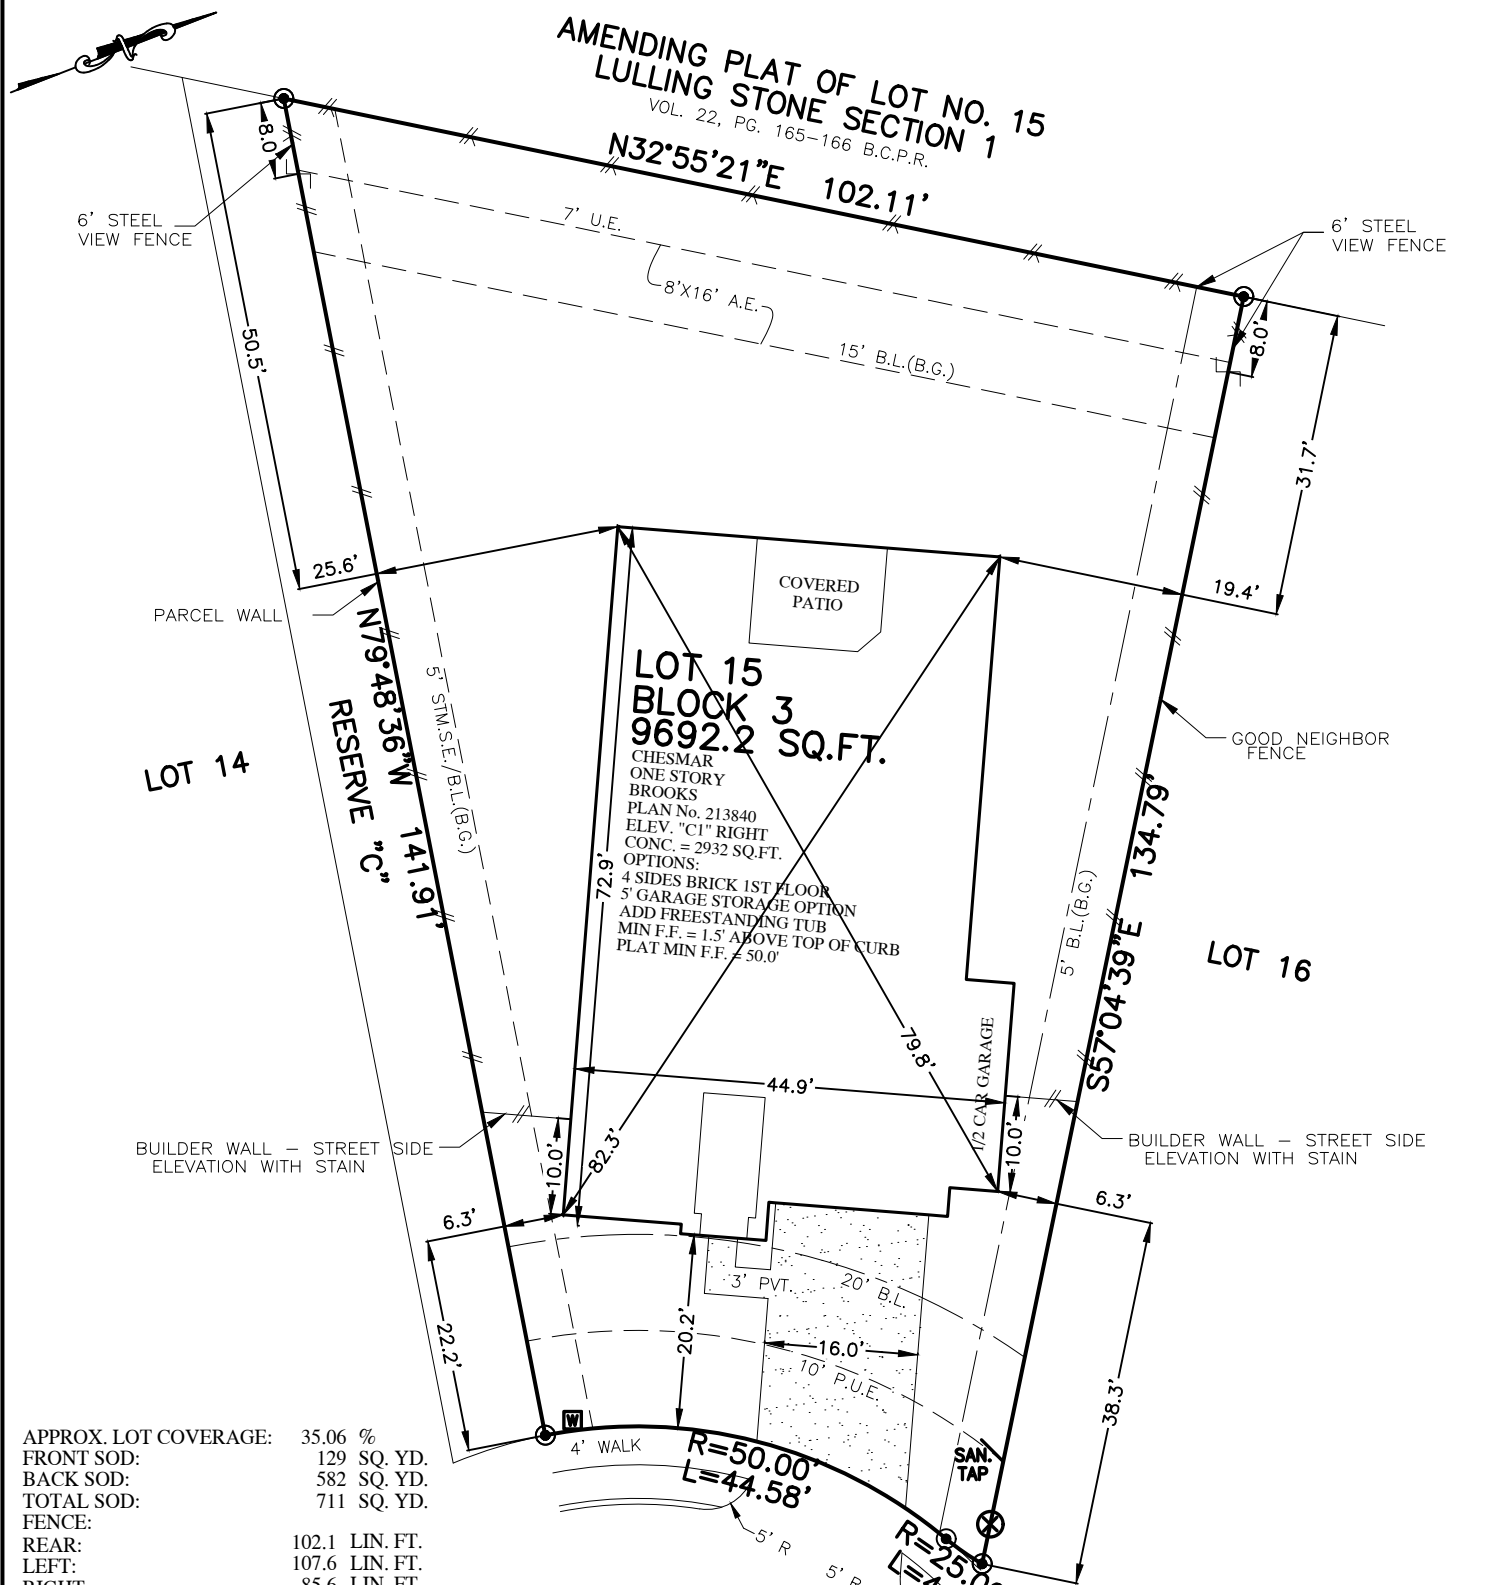 AMENDING PLAT OF LOT NO. 15
LULLING STONE SECTION 1
VOL. 22, PG. 165-166 B.C.P.R.
N32°55'21"E 102.11'
8.0'
6' STEEL
VIEW FENCE
7' U.E.
8'X16' A.E.
15' B.L.(B.G.)
6' STEEL
VIEW FENCE
8.0'
50.5'
31.7'
25.6'
19.4'
PARCEL WALL
COVERED
PATIO
N79°48'36"W 141.91'
RESERVE "C"
5' STM.S.E./B.L.(B.G.)
LOT 14
LOT 15
BLOCK 3
9692.2 SQ.FT.
CHESMAR
ONE STORY
BROOKS
PLAN No. 213840
ELEV. "C1" RIGHT
CONC. = 2932 SQ.FT.
OPTIONS:
4 SIDES BRICK 1ST FLOOR
5' GARAGE STORAGE OPTION
ADD FREESTANDING TUB
MIN F.F. = 1.5' ABOVE TOP OF CURB
PLAT MIN F.F. = 50.0'
GOOD NEIGHBOR
FENCE
S57°04'39"E 134.79'
5' B.L.(B.G.)
LOT 16
72.9'
79.8'
44.9'
82.3'
1/2 CAR GARAGE
10.0'
10.0'
BUILDER WALL - STREET SIDE
ELEVATION WITH STAIN
BUILDER WALL - STREET SIDE
ELEVATION WITH STAIN
6.3'
6.3'
3' PVT.
20' B.L.
22.2'
20.2'
16.0'
10' P.U.E.
38.3'
W
4' WALK
R=50.00'
L=44.58'
SAN.
TAP
5' R
5' R
R=25.0
L=4
APPROX. LOT COVERAGE: 35.06 %
FRONT SOD: 129 SQ. YD.
BACK SOD: 582 SQ. YD.
TOTAL SOD: 711 SQ. YD.
FENCE:
REAR: 102.1 LIN. FT.
LEFT: 107.6 LIN. FT.
RIGHT: 85.6 LIN. FT.